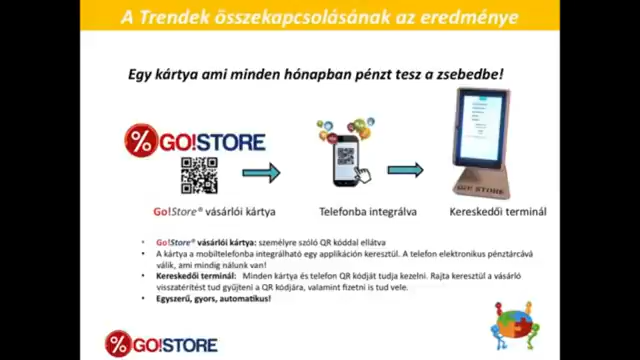 A Trendek összekapcsolásának az eredménye
Egy kártya ami minden hónapban pénzt tesz a zsebedbe!
% GO!STORE
Go!Store® vásárlói kártya
Telefonba integrálva
GO! STORE
Kereskedői terminál
• Go!Store® vásárlói kártya: személyre szóló QR kóddal ellátva
• A kártya a mobiltelefonba integrálható egy applikáción keresztül. A telefon elektronikus pénztárcává
válik, ami mindig nálunk van!
• Kereskedői terminál: Minden kártya és telefon QR kódját tudja kezelni. Rajta keresztül a vásárló
visszatérítést tud gyűjteni a QR kódjára, valamint fizetni is tud vele.
• Egyszerű, gyors, automatikus!
% GO!STORE